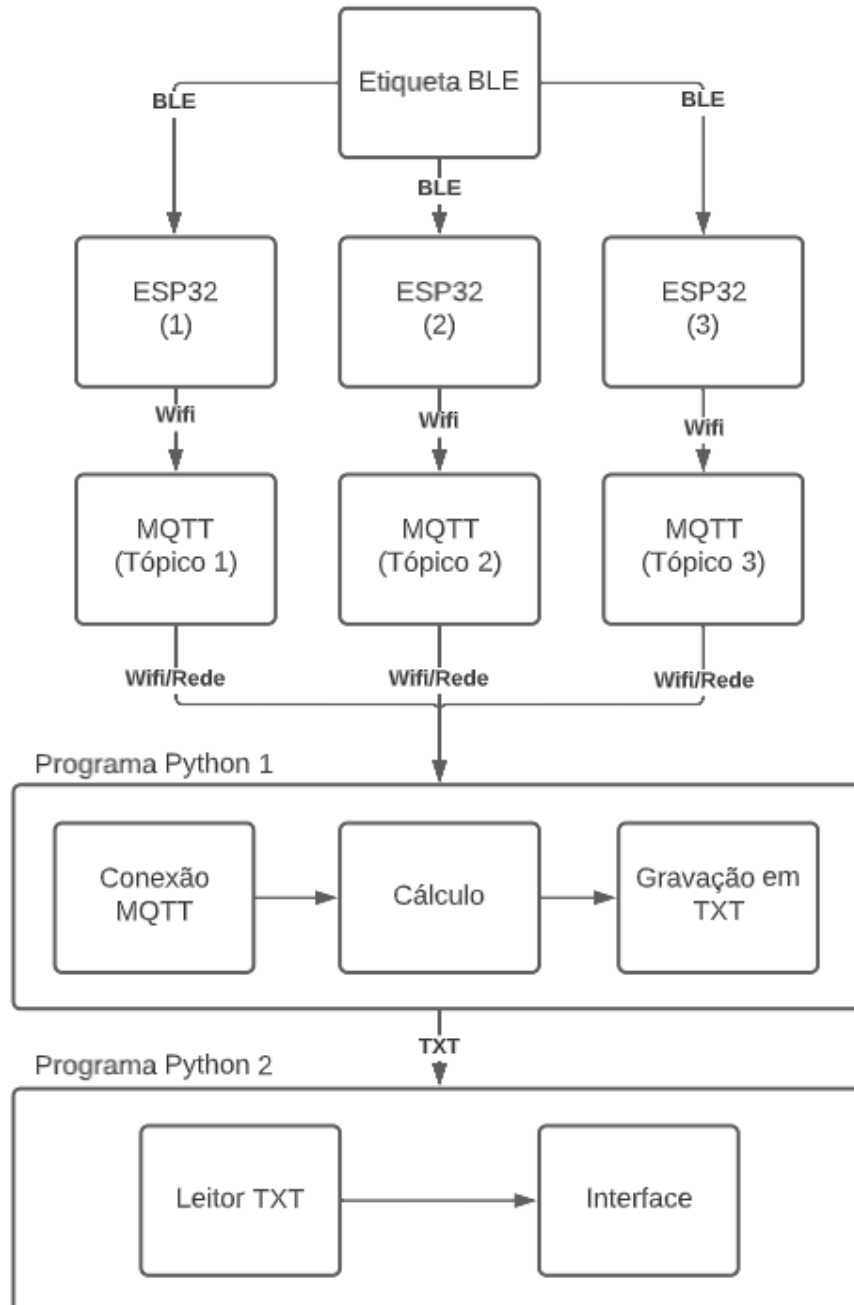 Etiqueta BLE
BLE
BLE
BLE
ESP32
(1)
ESP32
(2)
ESP32
(3)
Wifi
Wifi
Wifi
MQTT
(Tópico 1)
MQTT
(Tópico 2)
MQTT
(Tópico 3)
Wifi/Rede
Wifi/Rede
Wifi/Rede
Programa Python 1
Conexão
MQTT
Cálculo
Gravação em
TXT
TXT
Programa Python 2
Leitor TXT
Interface